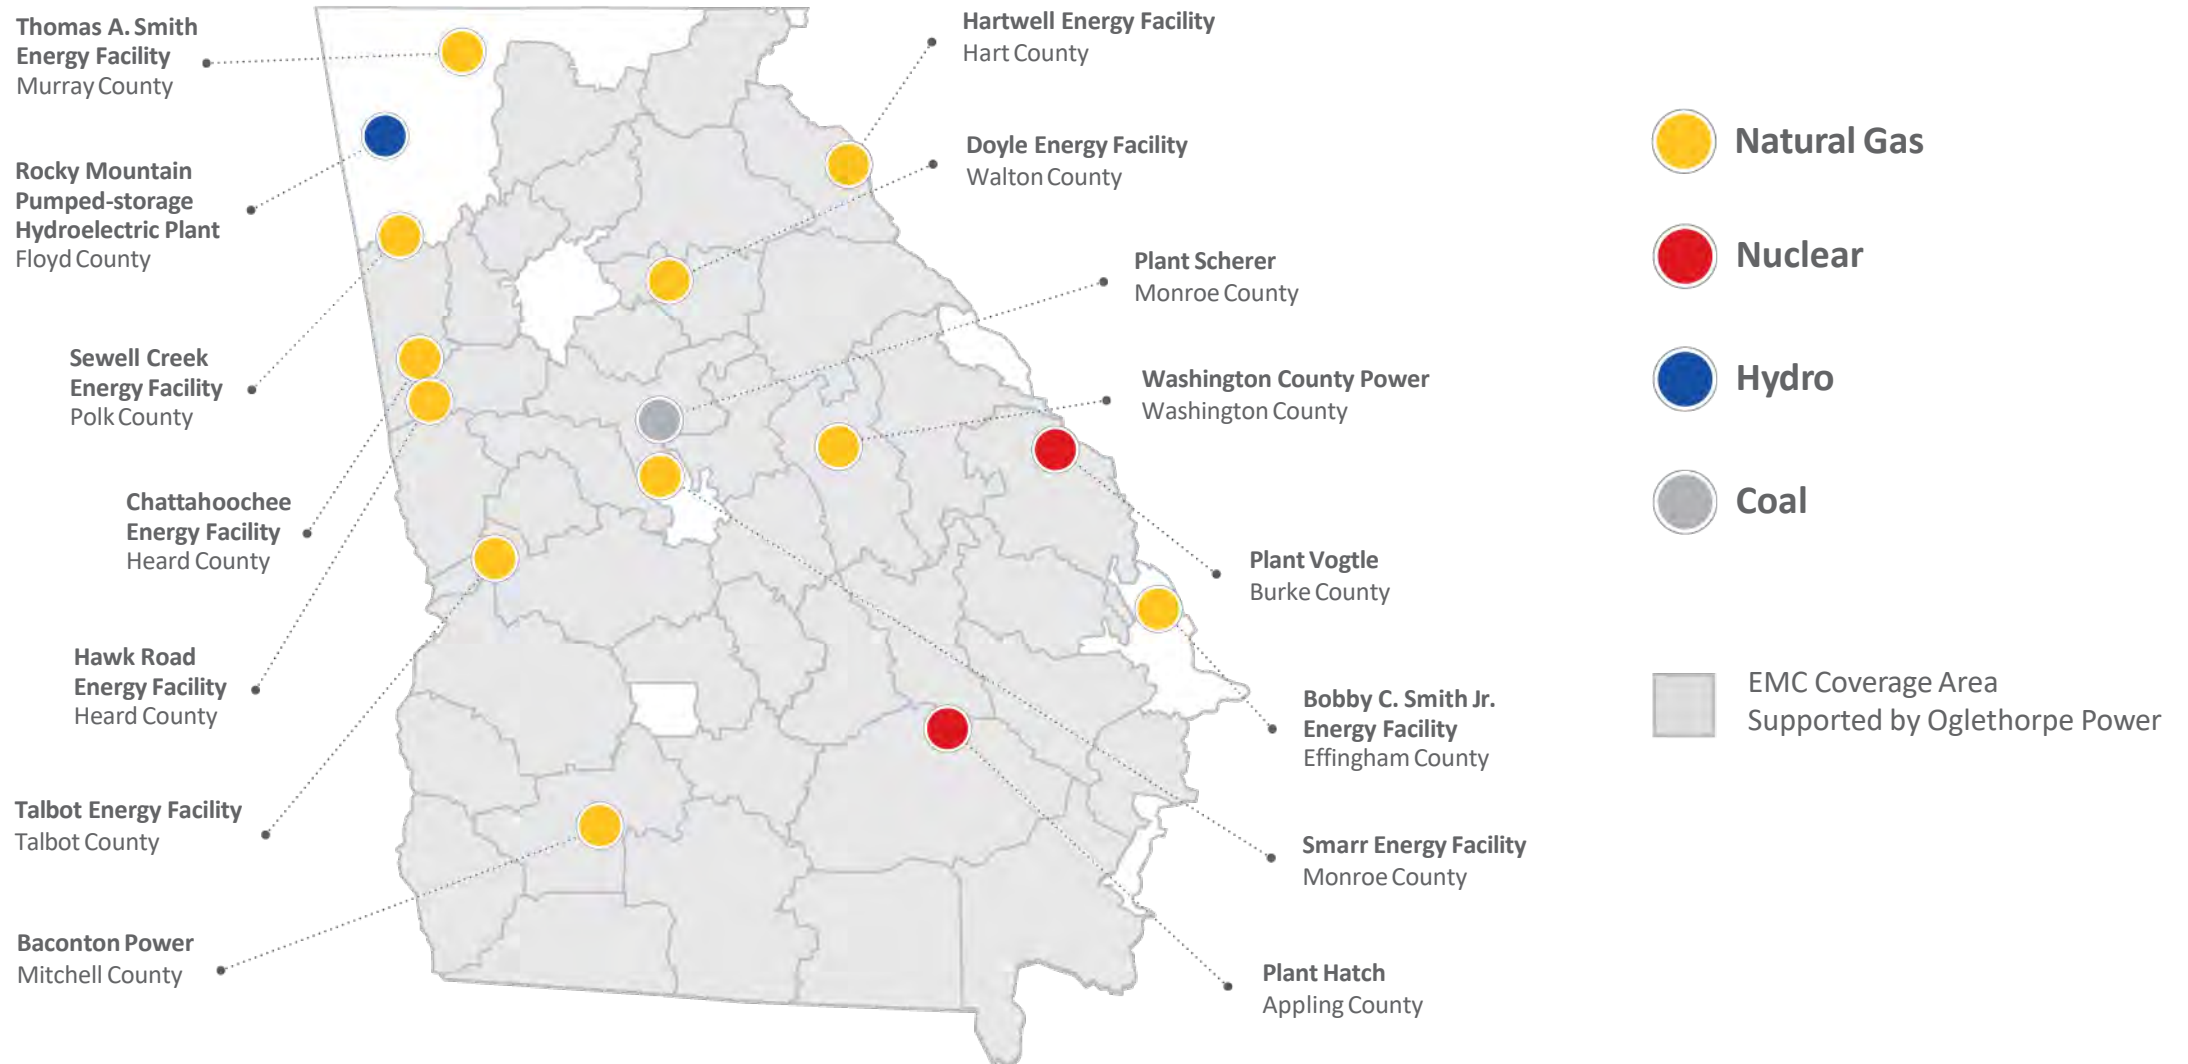 Thomas A. Smith
Energy Facility
Murray County
Rocky Mountain
Pumped-storage
Hydroelectric Plant
Floyd County
Sewell Creek
Energy Facility
Polk County
Chattahoochee
Energy Facility
Heard County
Hawk Road
Energy Facility
Heard County
Talbot Energy Facility
Talbot County
Baconton Power
Mitchell County
Hartwell Energy Facility
Hart County
Doyle Energy Facility
Walton County
Plant Scherer
Monroe County
Washington County Power
Washington County
Plant Vogtle
Burke County
Bobby C. Smith Jr.
Energy Facility
Effingham County
Smarr Energy Facility
Monroe County
Plant Hatch
Appling County
Natural Gas
Nuclear
Hydro
Coal
EMC Coverage Area
Supported by Oglethorpe Power